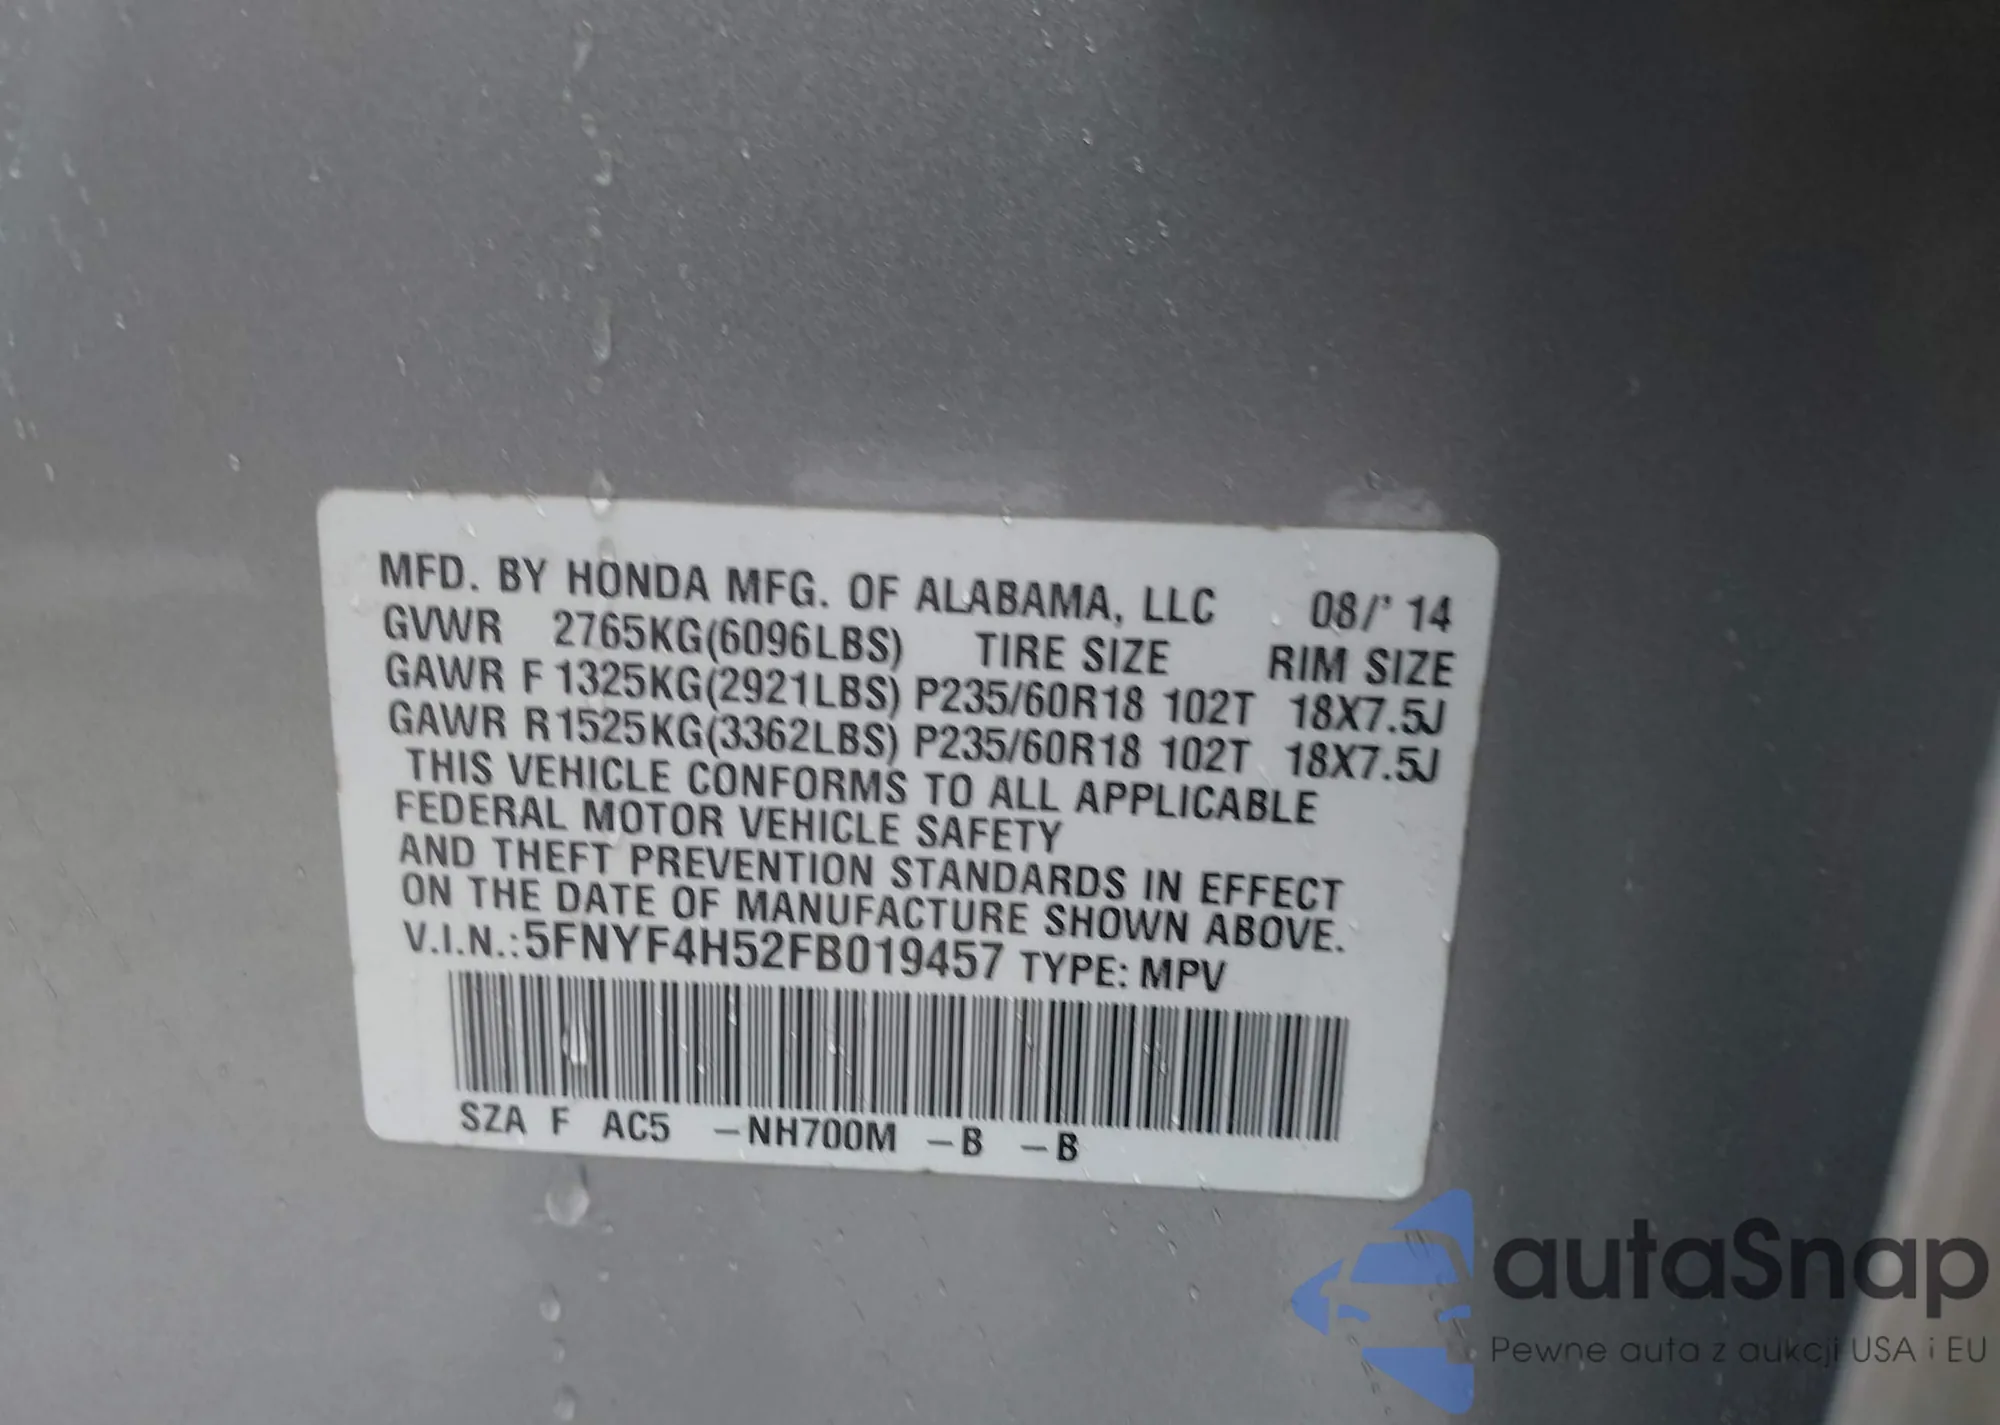 MFD. BY HONDA MFG. OF ALABAMA, LLC 08/' 14
GVWR 2765KG(6096LBS) TIRE SIZE RIM SIZE
GAWR F 1325KG(2921LBS) P235/60R18 102T 18X7.5J
GAWR R 1525KG(3362LBS) P235/60R18 102T 18X7.5J
THIS VEHICLE CONFORMS TO ALL APPLICABLE
FEDERAL MOTOR VEHICLE SAFETY
AND THEFT PREVENTION STANDARDS IN EFFECT
ON THE DATE OF MANUFACTURE SHOWN ABOVE.
V.I.N.:5FNYF4H52FB019457 TYPE: MPV
SZA F AC5 –NH700M –B –B
autaSnap
Pewne auta z aukcji USA i EU